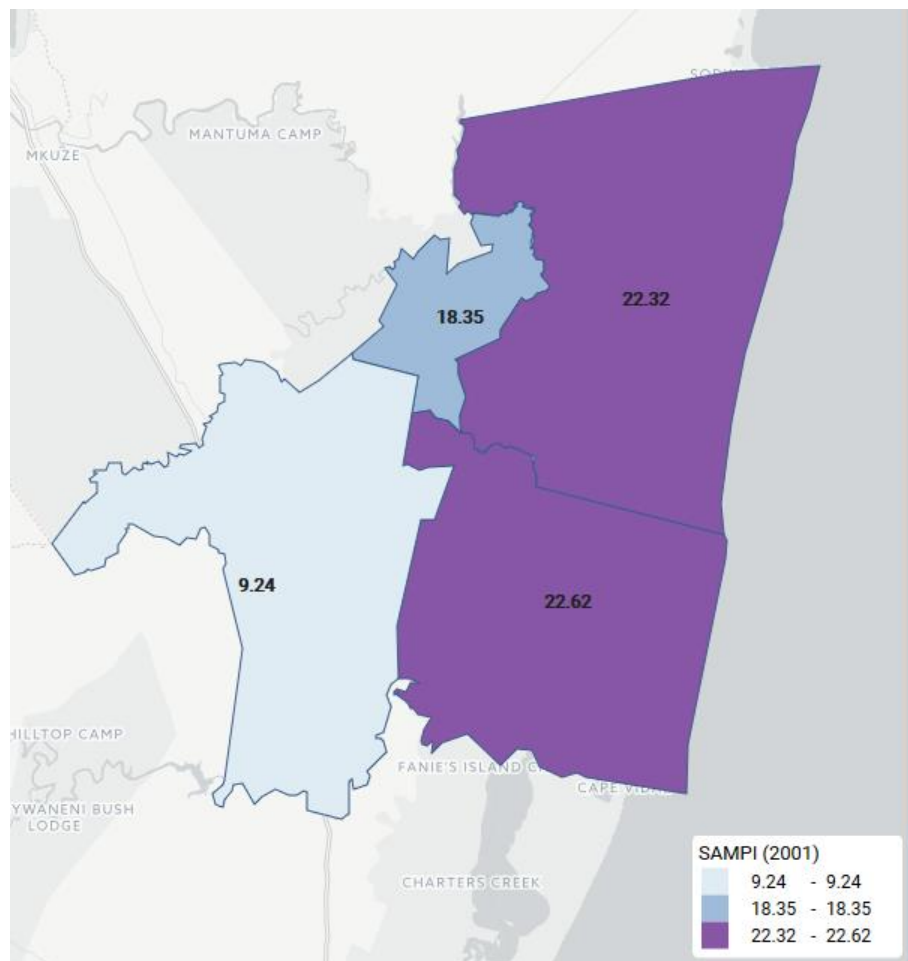 MANTUMA CAMP
MKUZE
22.32
18.35
9.24
22.62
HILLTOP CAMP
FANIE'S ISLAND
CAPE
YWANENI BUSH
LODGE
CHARTERS CREEK
SAMPI (2001)
9.24 - 9.24
18.35 - 18.35
22.32 - 22.62